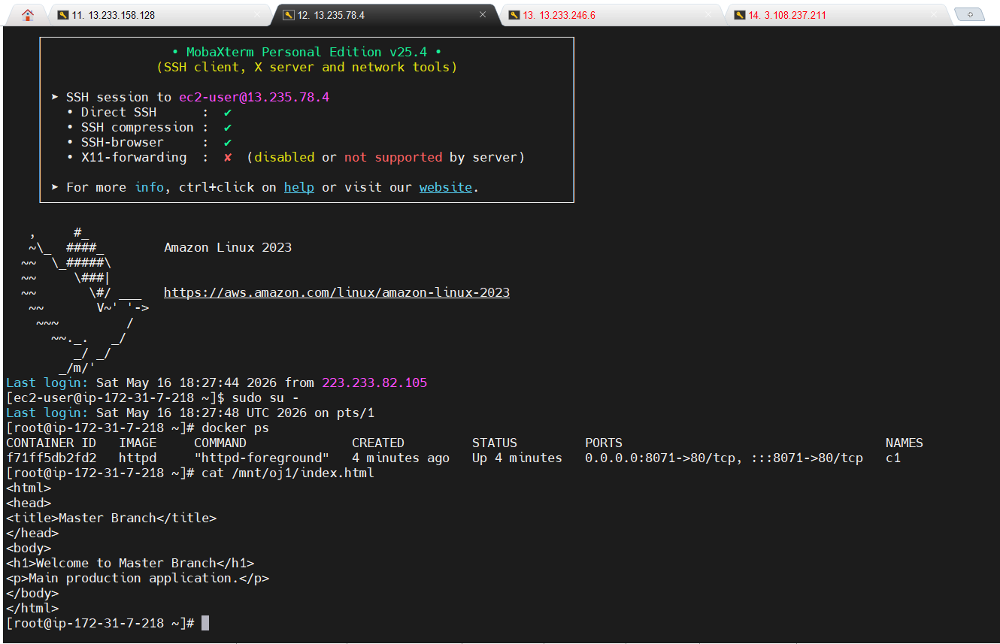 11. 13.233.158.128
12. 13.235.78.4
13. 13.233.246.6
14. 3.108.237.211
• MobaXterm Personal Edition v25.4 •
(SSH client, X server and network tools)
➤ SSH session to ec2-user@13.235.78.4
• Direct SSH      :  ✔
• SSH compression :  ✔
• SSH-browser     :  ✔
• X11-forwarding  :  ✘  (disabled or not supported by server)
➤ For more info, ctrl+click on help or visit our website.
   ,     #_
   ~\_  ####_        Amazon Linux 2023
  ~~  \_#####\
  ~~     \###|
  ~~       \#/ ___   https://aws.amazon.com/linux/amazon-linux-2023
   ~~       V~' '->
    ~~~         /
      ~~._.   _/
         _/ _/
       _/m/'
Last login: Sat May 16 18:27:44 2026 from 223.233.82.105
[ec2-user@ip-172-31-7-218 ~]$ sudo su -
Last login: Sat May 16 18:27:48 UTC 2026 on pts/1
[root@ip-172-31-7-218 ~]# docker ps
CONTAINER ID   IMAGE     COMMAND              CREATED         STATUS         PORTS                                   NAMES
f71ff5db2fd2   httpd     "httpd-foreground"   4 minutes ago   Up 4 minutes   0.0.0.0:8071->80/tcp, :::8071->80/tcp   c1
[root@ip-172-31-7-218 ~]# cat /mnt/oj1/index.html
<html>
<head>
<title>Master Branch</title>
</head>
<body>
<h1>Welcome to Master Branch</h1>
<p>Main production application.</p>
</body>
</html>
[root@ip-172-31-7-218 ~]#